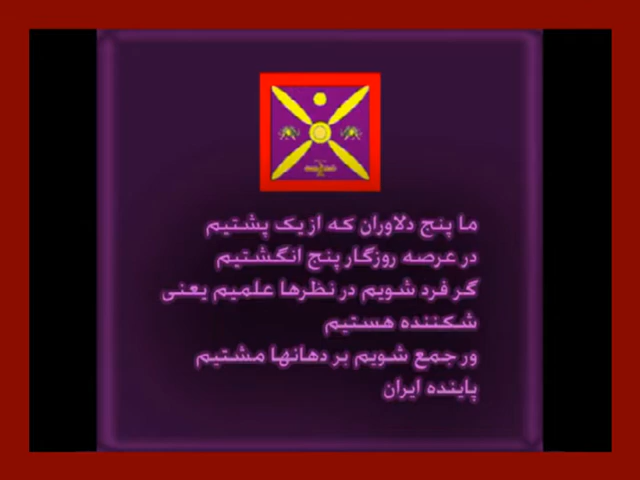 ما پنج دلاوران که از یک پشتیم
در عرصه روزگار پنج انگشتیم
گر فرد شویم در نظرها علمیم یعنی
شکننده هستیم
ور جمع شویم بر دهانها مشتیم
پاینده ایران